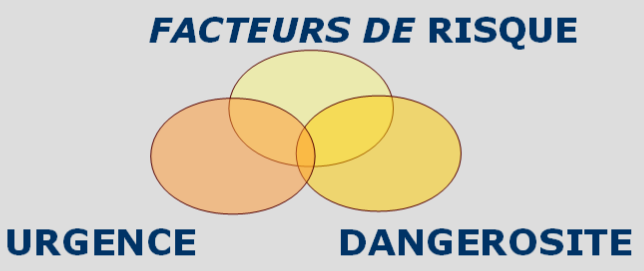 FACTEURS DE RISQUE
URGENCE
DANGEROSITE